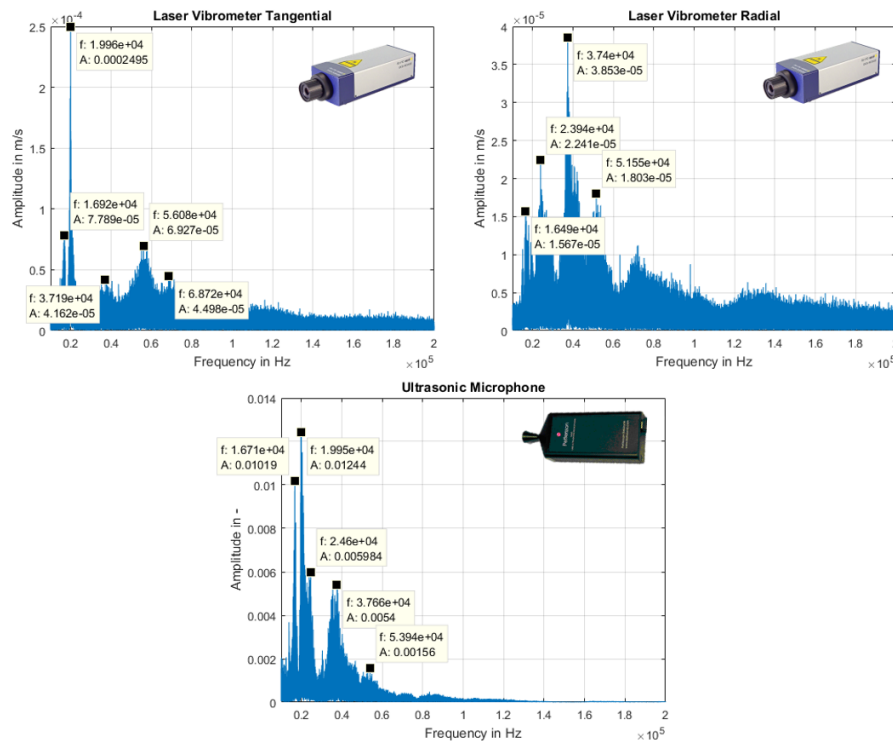 Laser Vibrometer Tangential
×10-4
2.5
2
1.5
1
0.5
0
Amplitude in m/s
f: 1.996e+04
A: 0.0002495
f: 1.692e+04
A: 7.789e-05
f: 5.608e+04
A: 6.927e-05
f: 3.719e+04
A: 4.162e-05
f: 6.872e+04
A: 4.498e-05
0.2 0.4 0.6 0.8 1 1.2 1.4 1.6 1.8 2
Frequency in Hz
×105
Laser Vibrometer Radial
×10-5
4
3.5
3
2.5
2
1.5
1
0.5
0
Amplitude in m/s
f: 3.74e+04
A: 3.853e-05
f: 2.394e+04
A: 2.241e-05
f: 5.155e+04
A: 1.803e-05
f: 1.649e+04
A: 1.567e-05
0.2 0.4 0.6 0.8 1 1.2 1.4 1.6 1.8 2
Frequency in Hz
×105
Ultrasonic Microphone
0.014
0.01
0.008
0.006
0.004
0.002
0
Amplitude in -
Pettersson
f: 1.671e+04
A: 0.01019
f: 1.995e+04
A: 0.01244
f: 2.46e+04
A: 0.005984
f: 3.766e+04
A: 0.0054
f: 5.394e+04
A: 0.00156
0.2 0.4 0.6 0.8 1 1.2 1.4 1.6 1.8 2
Frequency in Hz
×105